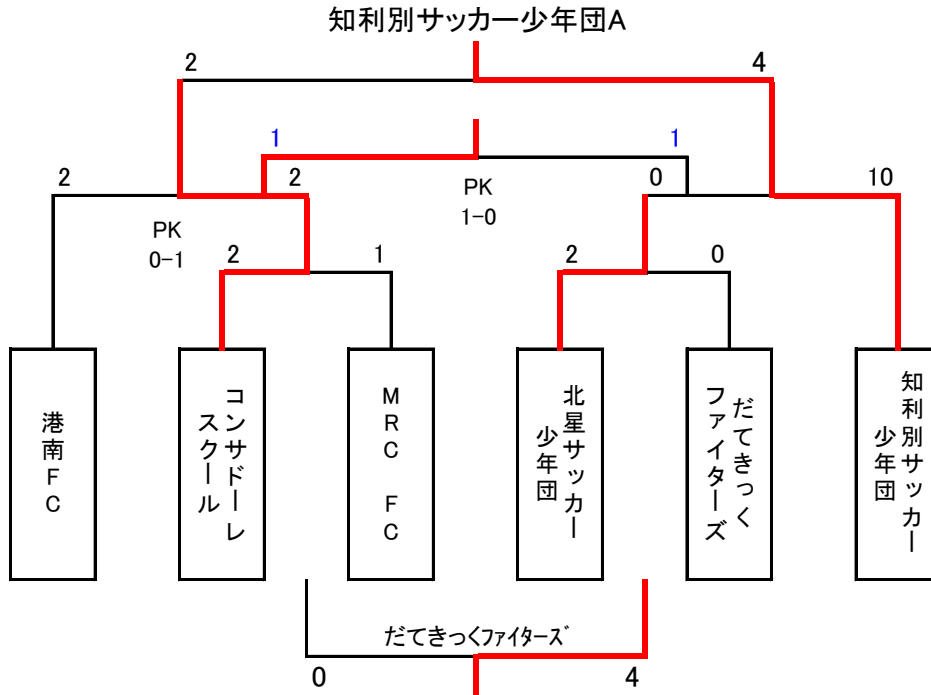 知利別サッカー少年団A
2
4
1
1
2
2
0
10
PK
0-1
PK
1-0
2
1
2
0
港南FC
コンサドーレ
スクール
MRC FC
北星サッカー
少年団
だてきっく
ファイターズ
知利別サッカー
少年団
だてきっくファイターズ
0
4